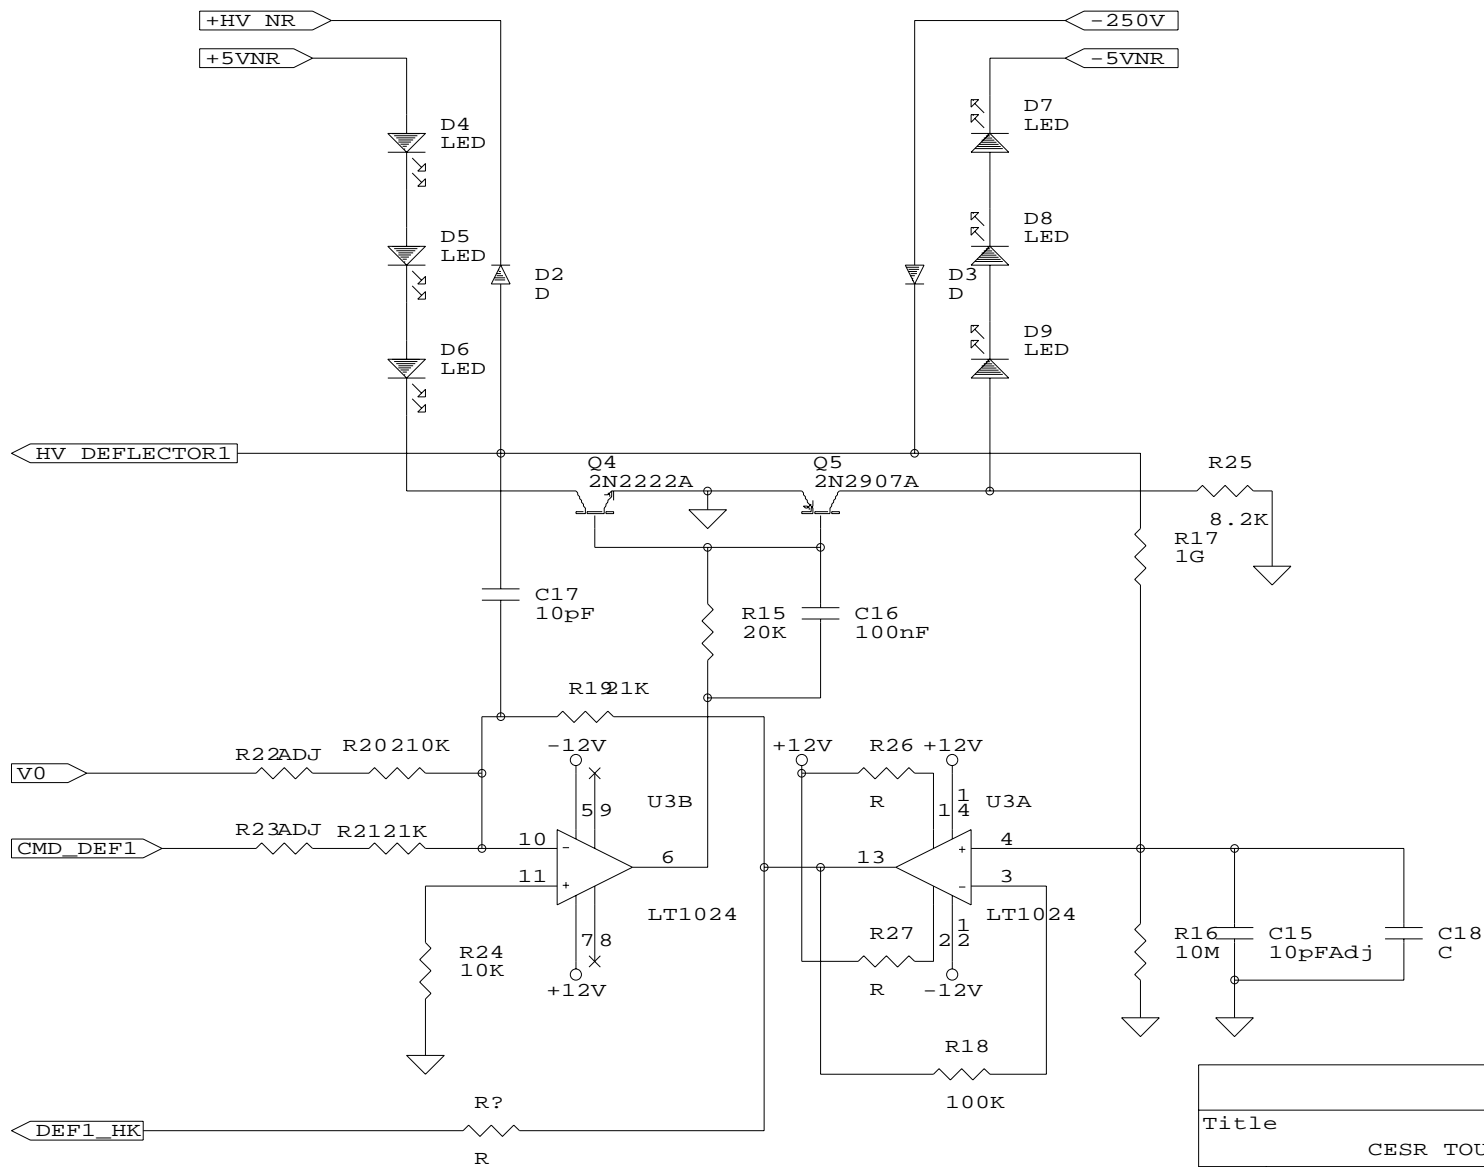 +HV NR
-250V
+5VNR
-5VNR
D4
LED
D7
LED
D5
LED
D8
LED
D2
D
D3
D
D6
LED
D9
LED
HV DEFLECTOR1
Q4
2N2222A
Q5
2N2907A
R25
8.2K
R17
1G
C17
10pF
R15
20K
C16
100nF
R19 21K
-12V
+12V
R26
R
+12V
V0
R22 ADJ
R20 210K
5 9
U3B
1 1
4
U3A
CMD_DEF1
R23 ADJ
R21 21K
10
-
11
+
6
13
+
4
-
3
LT1024
LT1024
7 8
+12V
R24
10K
R27
R
2 1
2
-12V
R16
10M
C15
10pFAdj
C18
C
R18
100K
DEF1_HK
R?
R
Title
CESR TOU